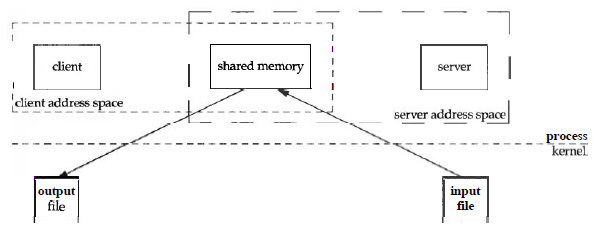 client
shared memory
server
client address space
server address space
process
kernel
output
file
input
file